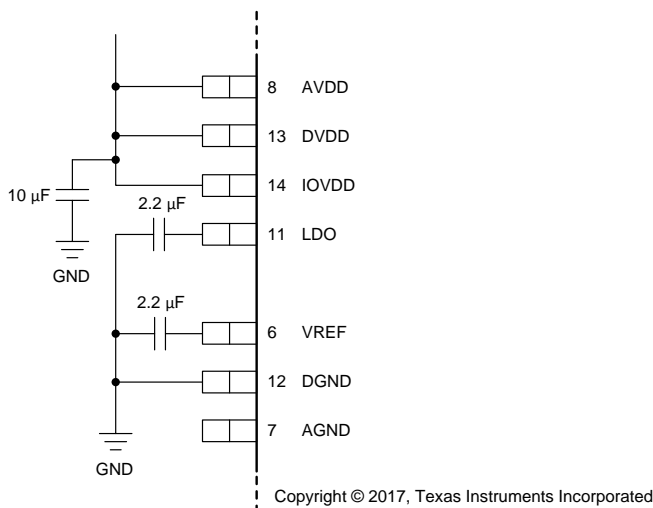 8 AVDD
13 DVDD
14 IOVDD
10 µF
2.2 µF
11 LDO
GND
2.2 µF
6 VREF
12 DGND
7 AGND
GND
Copyright © 2017, Texas Instruments Incorporated